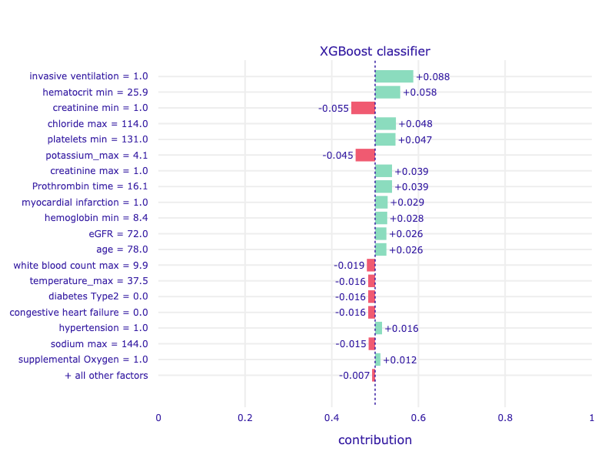 XGBoost classifier
invasive ventilation = 1.0 +0.088
hematocrit min = 25.9 +0.058
creatinine min = 1.0 -0.055
chloride max = 114.0 +0.048
platelets min = 131.0 +0.047
potassium_max = 4.1 -0.045
creatinine max = 1.0 +0.039
Prothrombin time = 16.1 +0.039
myocardial infarction = 1.0 +0.029
hemoglobin min = 8.4 +0.028
eGFR = 72.0 +0.026
age = 78.0 +0.026
white blood count max = 9.9 -0.019
temperature_max = 37.5 -0.016
diabetes Type2 = 0.0 -0.016
congestive heart failure = 0.0 -0.016
hypertension = 1.0 +0.016
sodium max = 144.0 -0.015
supplemental Oxygen = 1.0 +0.012
+ all other factors -0.007
0 0.2 0.4 0.6 0.8 1
contribution